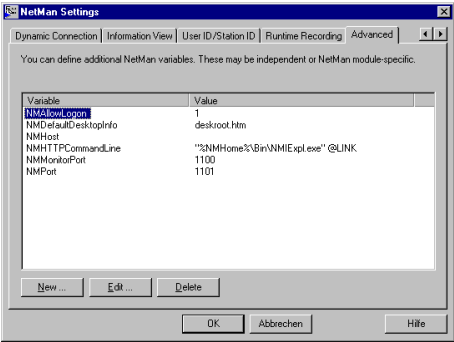 NetMan Settings
Dynamic Connection Information View User ID/Station ID Runtime Recording Advanced
You can define additional NetMan variables. These may be independent or NetMan module-specific.
Variable Value
NMAllowLogon 1
NMDefaultDesktopInfo deskroot.htm
NMHost
NMHTTPCommandLine "%NMHome%\Bin\NMIExpl.exe" @LINK
NMMonitorPort 1100
NMPort 1101
New ... Edit ... Delete
OK Abbrechen Hilfe